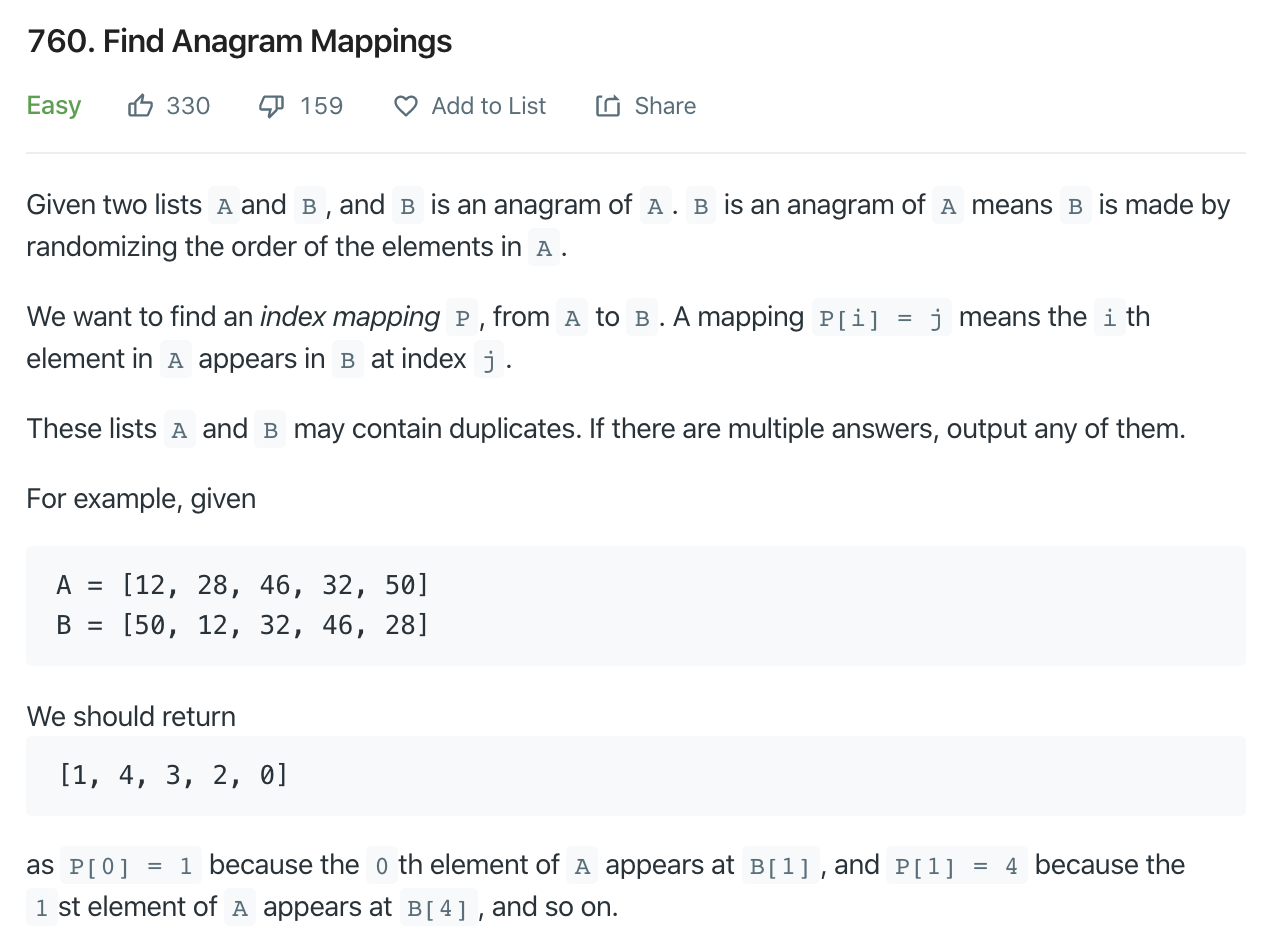 760. Find Anagram Mappings
Easy 330 159 Add to List Share
Given two lists A and B, and B is an anagram of A. B is an anagram of A means B is made by
randomizing the order of the elements in A.
We want to find an index mapping P, from A to B. A mapping P[i] = j means the i th
element in A appears in B at index j.
These lists A and B may contain duplicates. If there are multiple answers, output any of them.
For example, given
A = [12, 28, 46, 32, 50]
B = [50, 12, 32, 46, 28]
We should return
[1, 4, 3, 2, 0]
as P[0] = 1 because the 0 th element of A appears at B[1], and P[1] = 4 because the
1 st element of A appears at B[4], and so on.